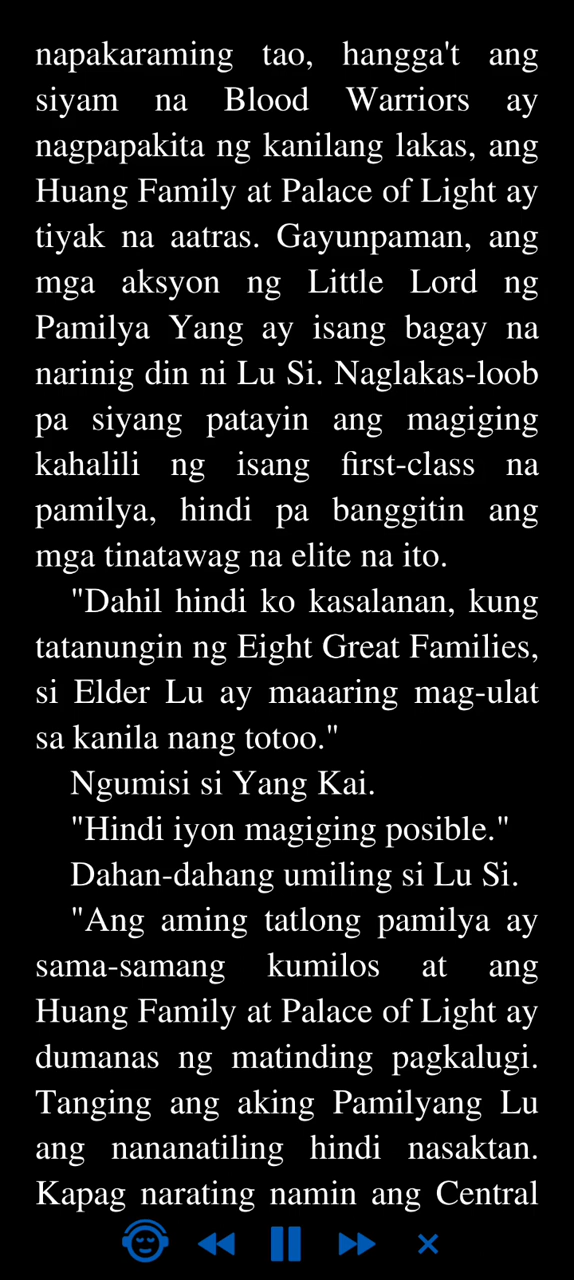 napakaraming tao, hangga't ang
siyam na Blood Warriors ay
nagpapakita ng kanilang lakas, ang
Huang Family at Palace of Light ay
tiyak na aatras. Gayunpaman, ang
mga aksyon ng Little Lord ng
Pamilya Yang ay isang bagay na
narinig din ni Lu Si. Naglakas-loob
pa siyang patayin ang magiging
kahalili ng isang first-class na
pamilya, hindi pa banggitin ang
mga tinatawag na elite na ito.
"Dahil hindi ko kasalanan, kung
tatanungin ng Eight Great Families,
si Elder Lu ay maaaring mag-ulat
sa kanila nang totoo."
Ngumisi si Yang Kai.
"Hindi iyon magiging posible."
Dahan-dahang umiling si Lu Si.
"Ang aming tatlong pamilya ay
sama-samang kumilos at ang
Huang Family at Palace of Light ay
dumanas ng matinding pagkalugi.
Tanging ang aking Pamilyang Lu
ang nananatiling hindi nasaktan.
Kapag narating namin ang Central